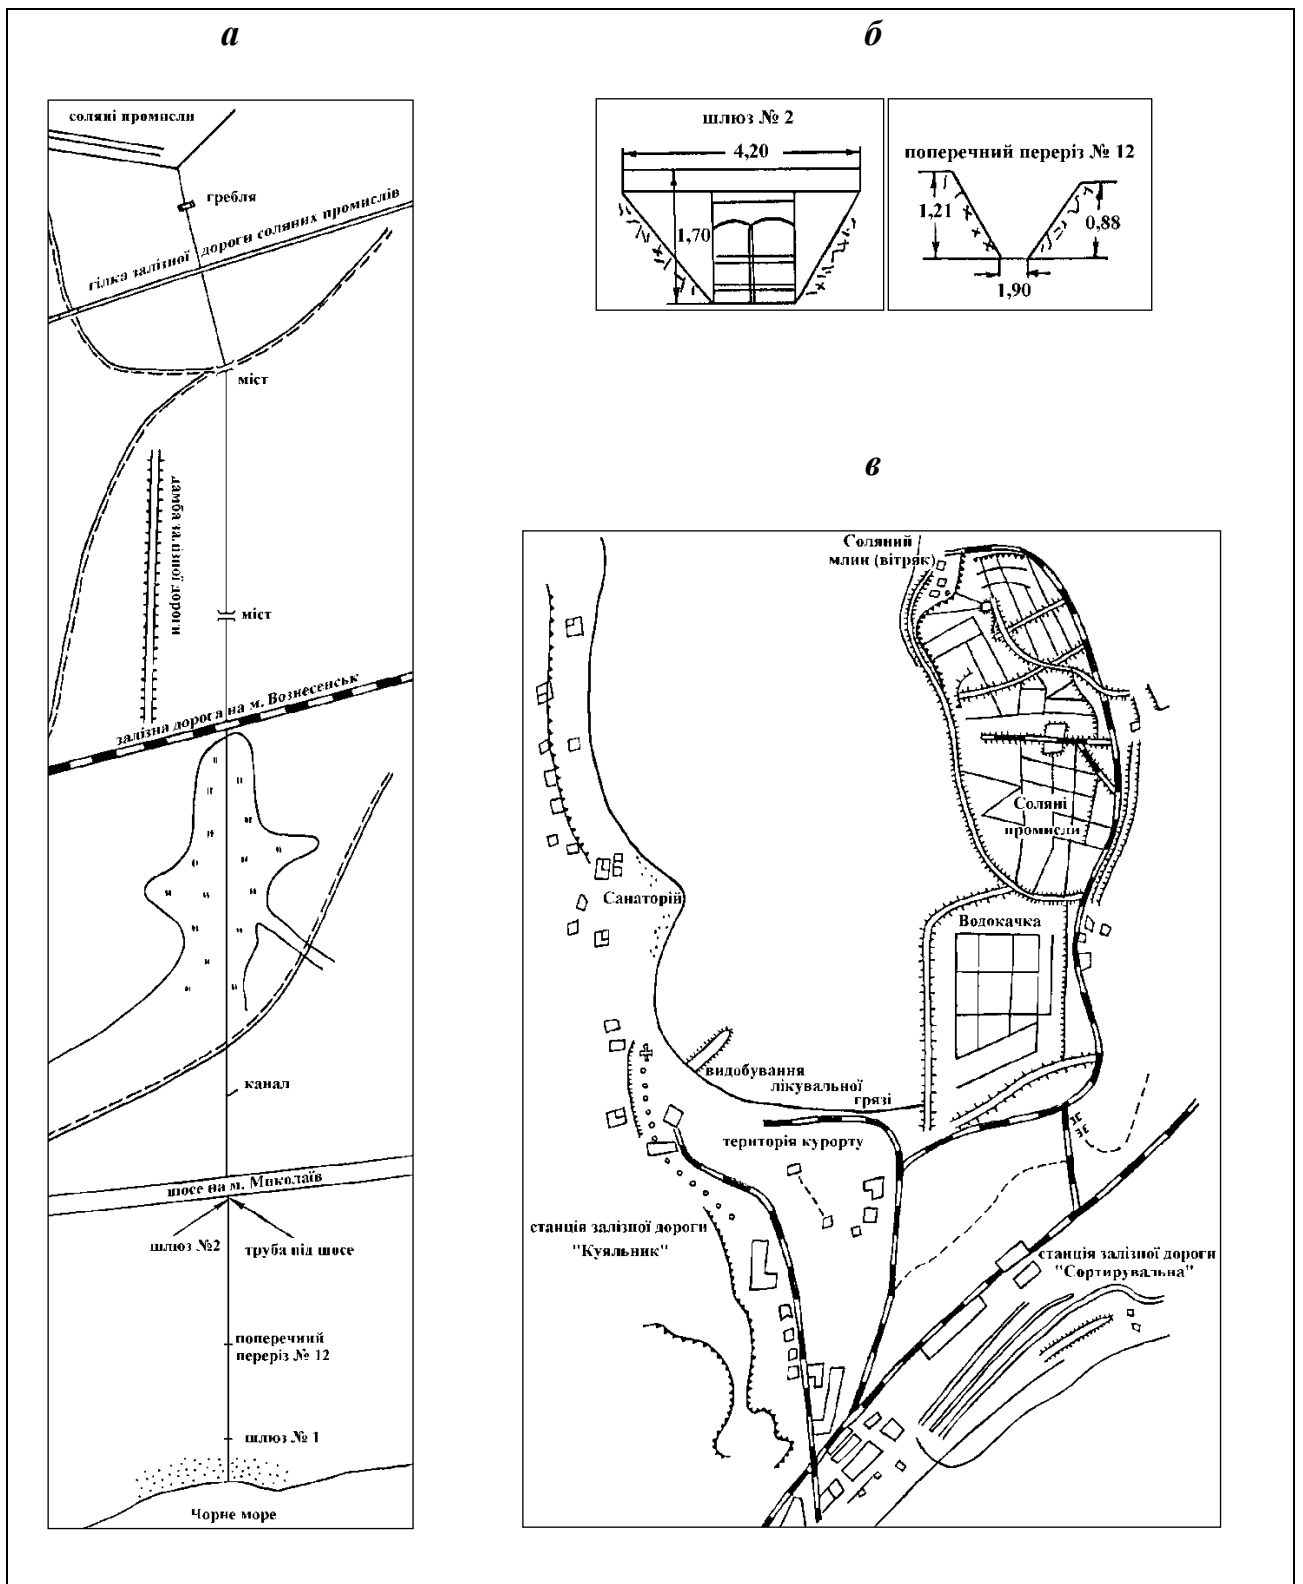 а
соляні промисли
гребля
гілка залізної дороги соляних промислів
міст
дамба залізної дороги
міст
залізна дорога на м. Вознесенськ
канал
шосе на м. Миколаїв
шлюз №2
труба під шосе
поперечний
переріз № 12
шлюз № 1
Чорне море
б
шлюз № 2
4,20
1,70
поперечний переріз № 12
1,21
0,88
1,90
в
Соляний
млин (вітряк)
Соляні
промисли
Санаторій
Водокачка
видобування
лікувальної
грязі
територія курорту
станція залізної дороги
"Куяльник"
станція залізної дороги
"Сортирувальна"